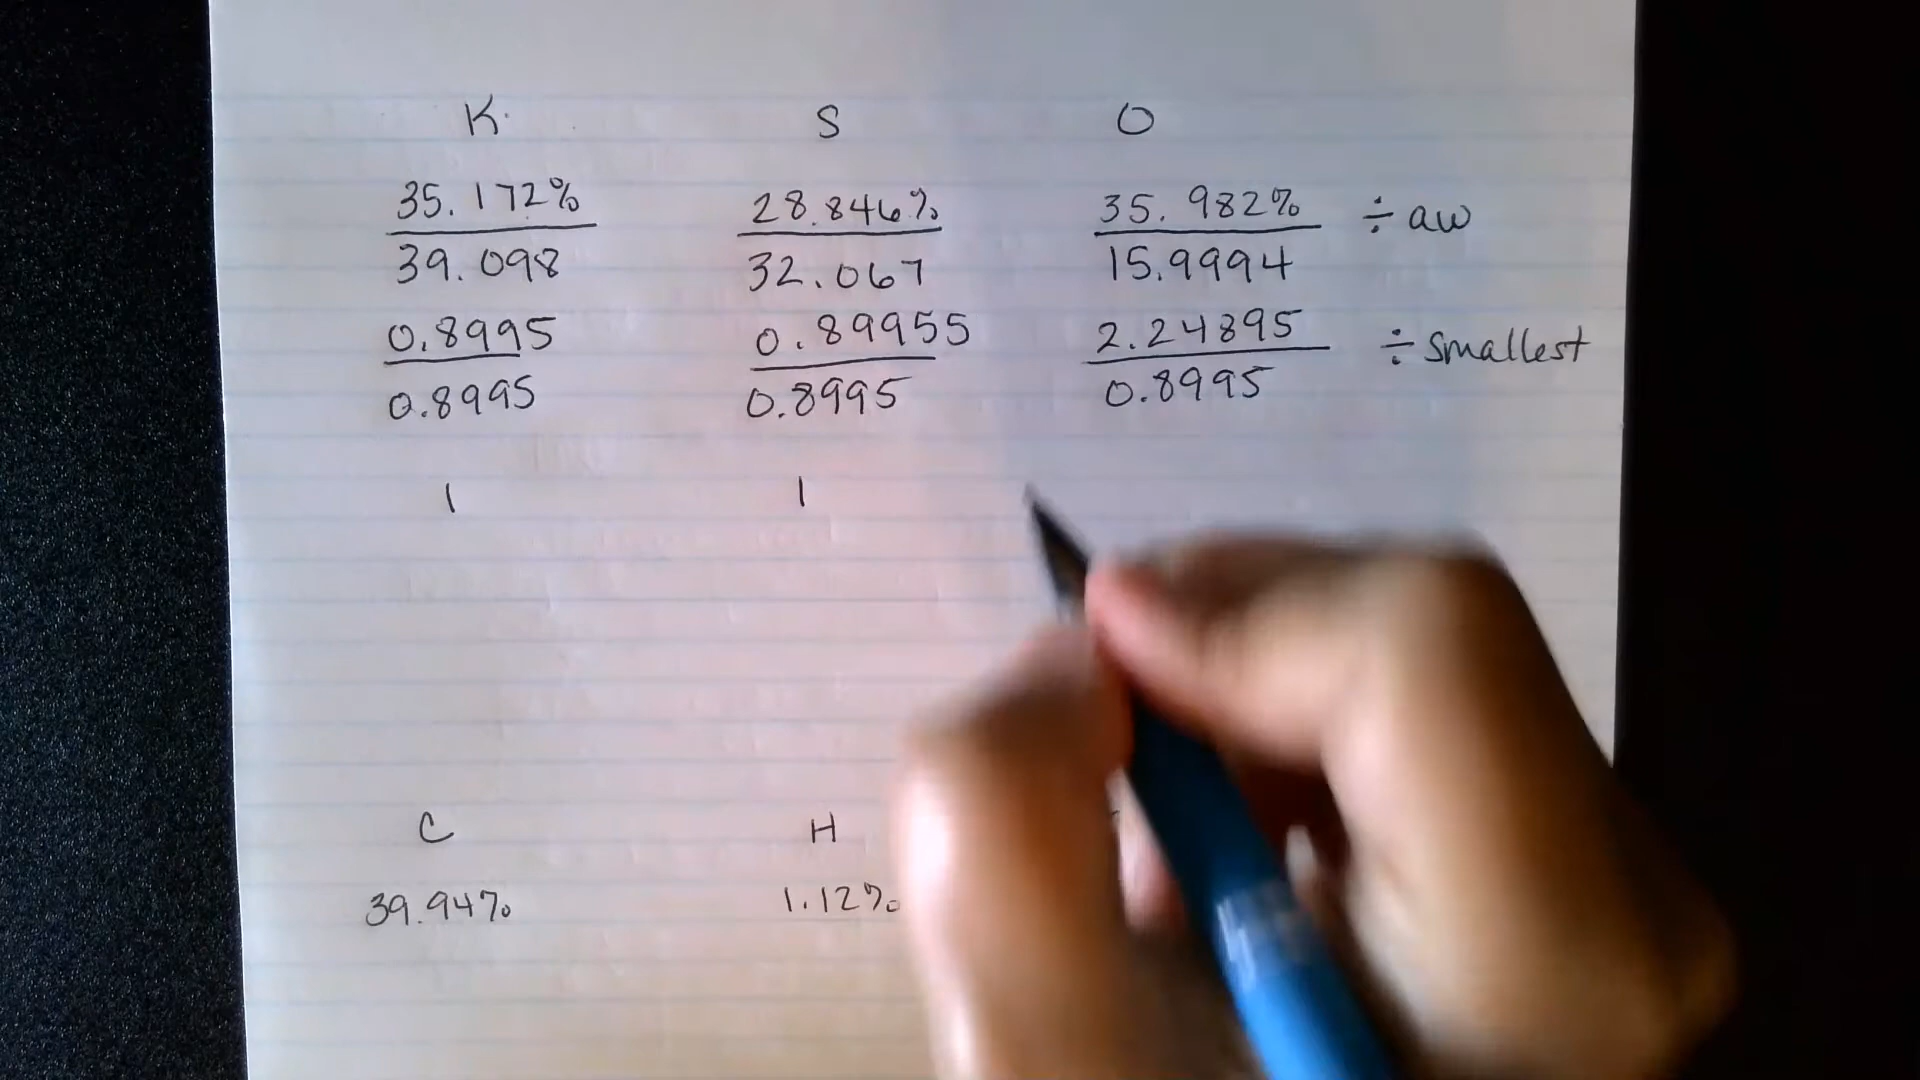 K S O
35.172% 28.846% 35.982% ÷ aw
39.098 32.067 15.9994
0.8995 0.89955 2.24895 ÷ smallest
0.8995 0.8995 0.8995
1 1
C H
39.94% 1.12%